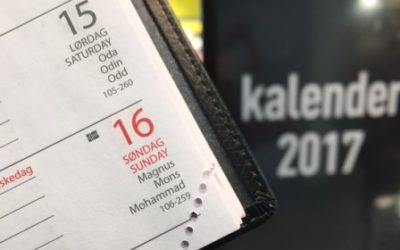 15
LØRDAG
SATURDAY
Oda
Odin
Odd
105-260
16
SØNDAG
SUNDAY
Magnus
Mons
Mohammad
106-259
skedag
kalender
2017